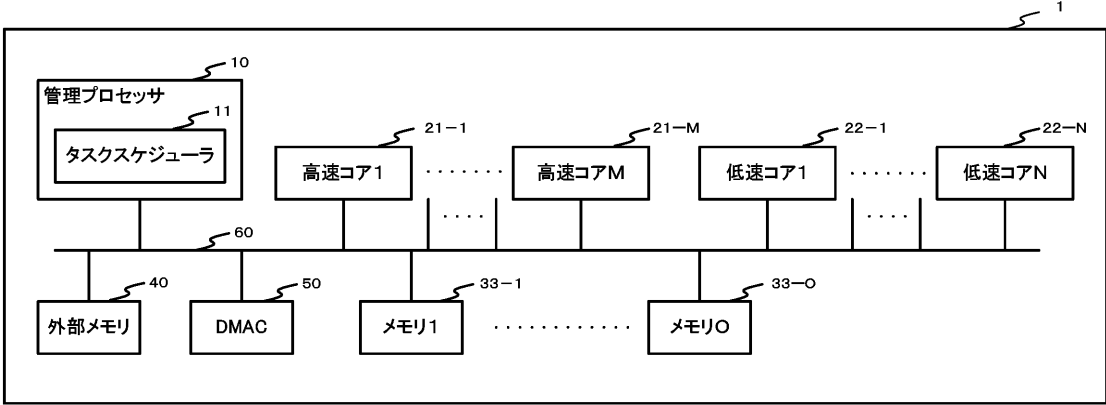 1
10
管理プロセッサ
11
タスクスケジューラ
21-1
高速コア1
21-M
高速コアM
22-1
低速コア1
22-N
低速コアN
60
40
外部メモリ
50
DMAC
33-1
メモリ1
33-O
メモリO